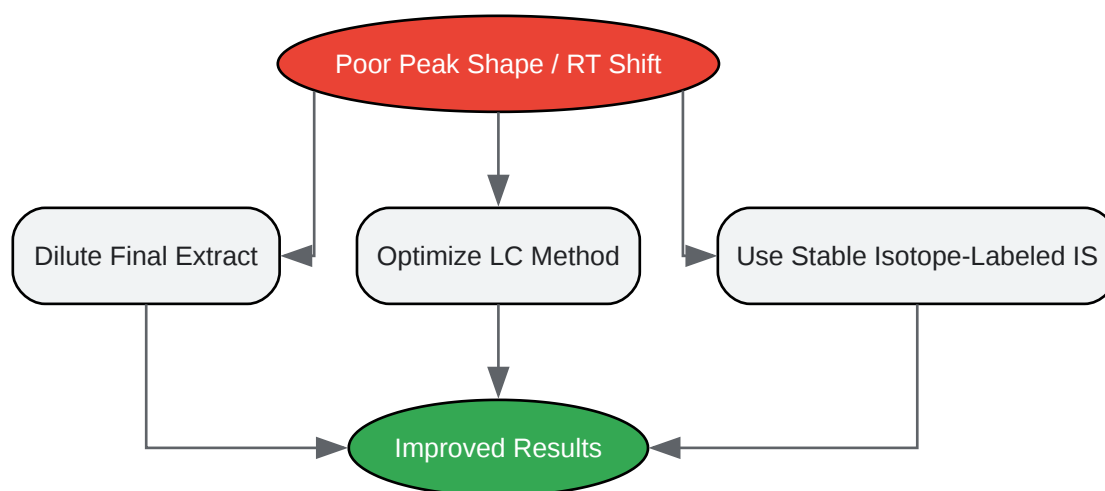 Poor Peak Shape / RT Shift
Dilute Final Extract
Optimize LC Method
Use Stable Isotope-Labeled IS
Improved Results